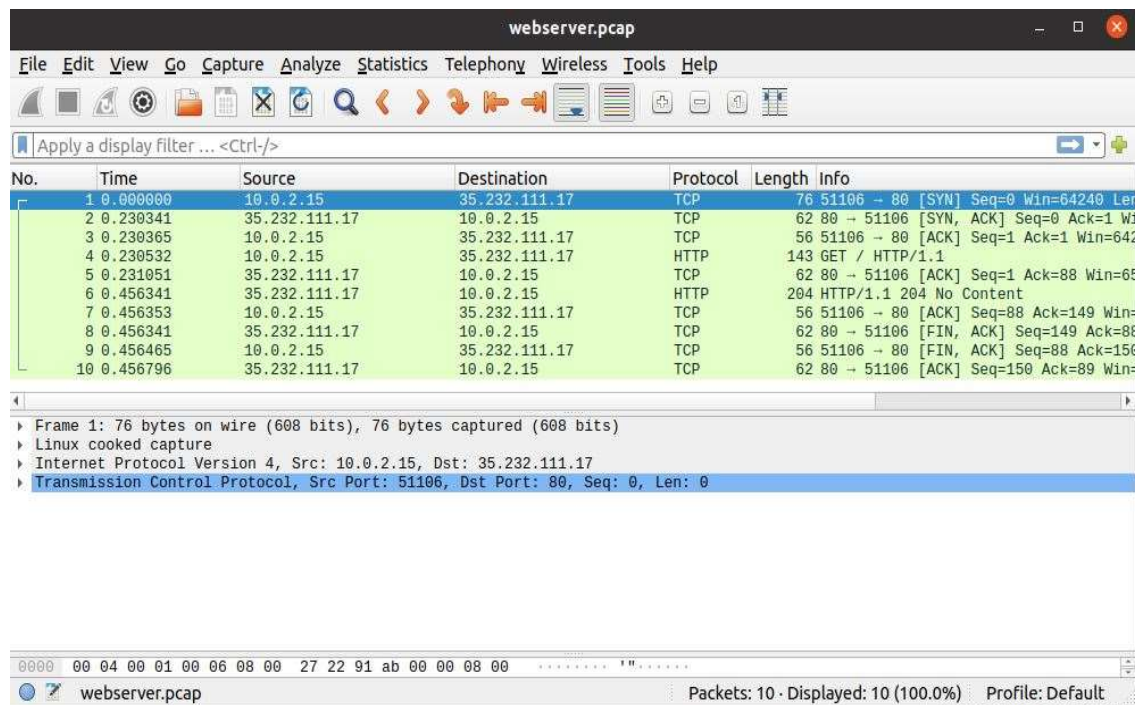 webserver.pcap
File Edit View Go Capture Analyze Statistics Telephony Wireless Tools Help
Apply a display filter … <Ctrl-/>
No. Time Source Destination Protocol Length Info
1 0.000000 10.0.2.15 35.232.111.17 TCP 76 51106 → 80 [SYN] Seq=0 Win=64240 Len
2 0.230341 35.232.111.17 10.0.2.15 TCP 62 80 → 51106 [SYN, ACK] Seq=0 Ack=1 Wi
3 0.230365 10.0.2.15 35.232.111.17 TCP 56 51106 → 80 [ACK] Seq=1 Ack=1 Win=642
4 0.230532 10.0.2.15 35.232.111.17 HTTP 143 GET / HTTP/1.1
5 0.231051 35.232.111.17 10.0.2.15 TCP 62 80 → 51106 [ACK] Seq=1 Ack=88 Win=65
6 0.456341 35.232.111.17 10.0.2.15 HTTP 204 HTTP/1.1 204 No Content
7 0.456353 10.0.2.15 35.232.111.17 TCP 56 51106 → 80 [ACK] Seq=88 Ack=149 Win=
8 0.456341 35.232.111.17 10.0.2.15 TCP 62 80 → 51106 [FIN, ACK] Seq=149 Ack=88
9 0.456465 10.0.2.15 35.232.111.17 TCP 56 51106 → 80 [FIN, ACK] Seq=88 Ack=150
10 0.456796 35.232.111.17 10.0.2.15 TCP 62 80 → 51106 [ACK] Seq=150 Ack=89 Win=
Frame 1: 76 bytes on wire (608 bits), 76 bytes captured (608 bits)
Linux cooked capture
Internet Protocol Version 4, Src: 10.0.2.15, Dst: 35.232.111.17
Transmission Control Protocol, Src Port: 51106, Dst Port: 80, Seq: 0, Len: 0
0000 00 04 00 01 00 06 08 00 27 22 91 ab 00 00 08 00 ········ '"······
webserver.pcap Packets: 10 · Displayed: 10 (100.0%) Profile: Default